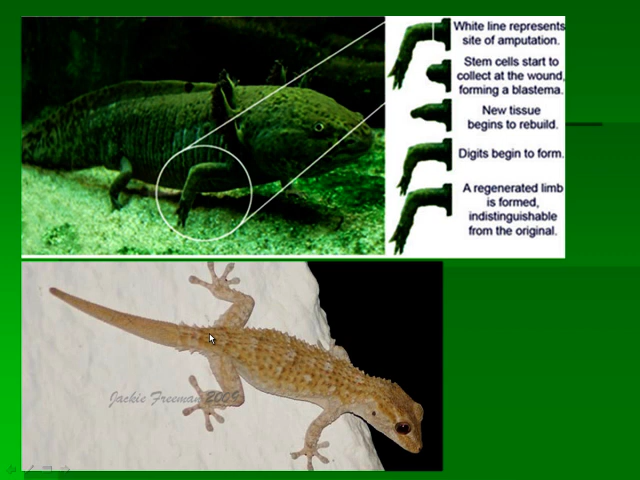 White line represents
site of amputation.
Stem cells start to
collect at the wound,
forming a blastema.
New tissue
begins to rebuild.
Digits begin to form.
A regenerated limb
is formed,
indistinguishable
from the original.
Jackie Freeman 2009